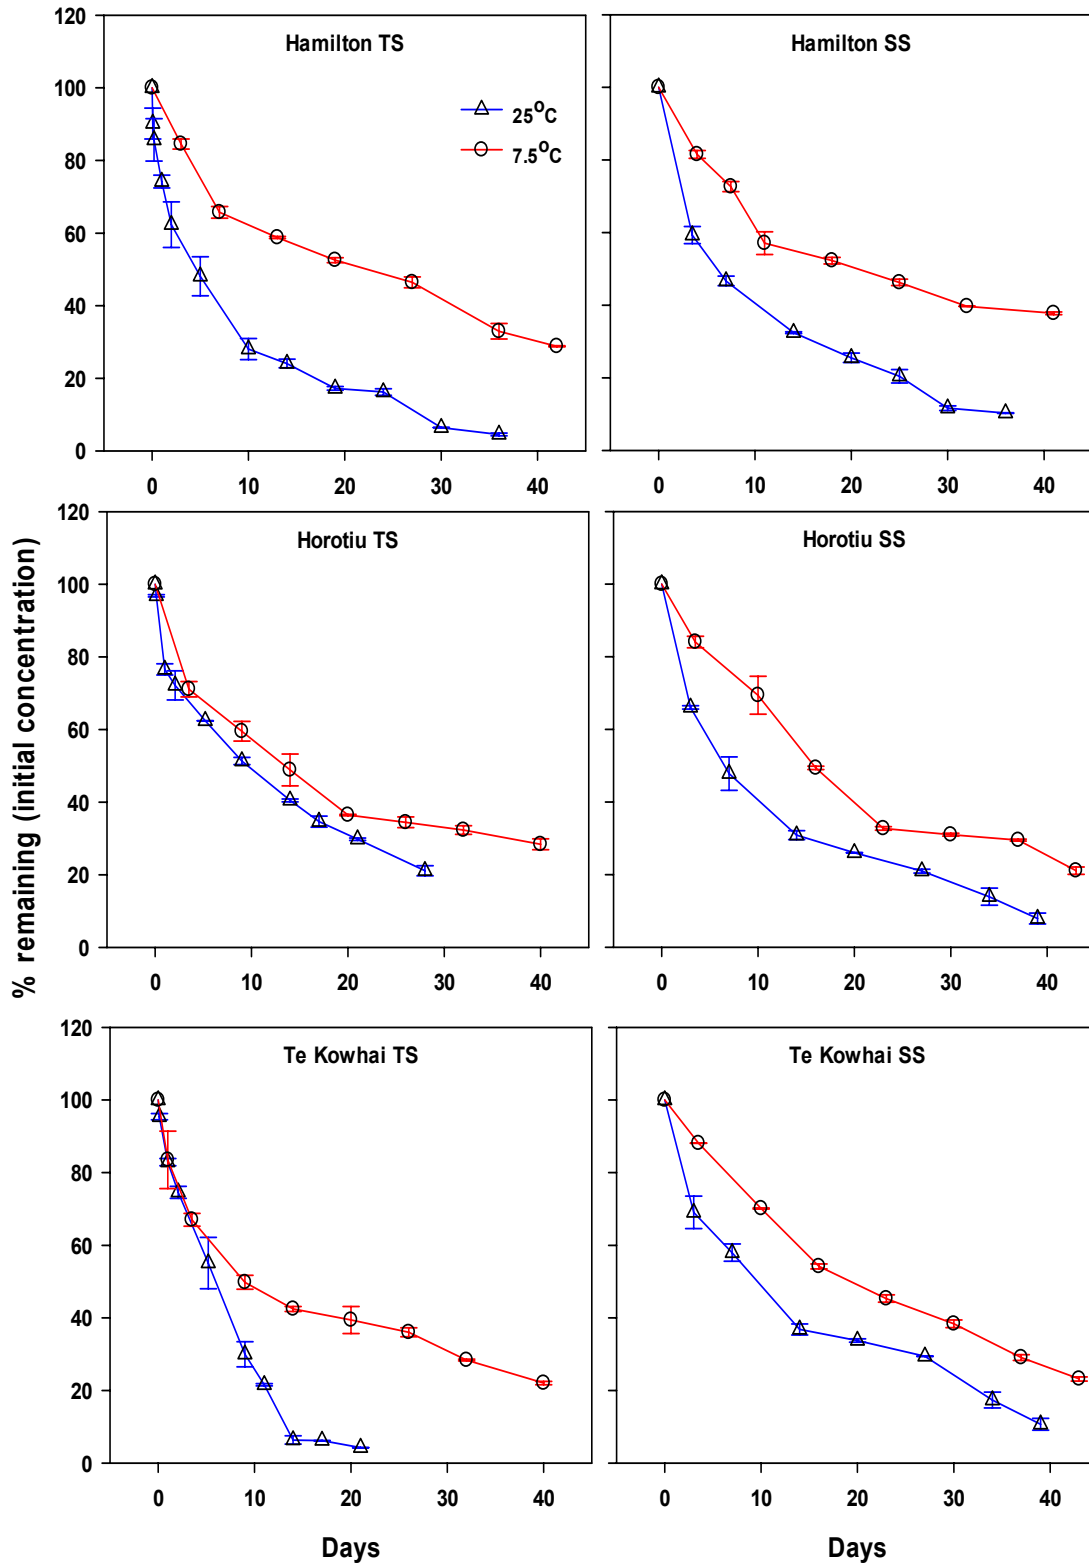 120
100
80
60
40
20
0
Hamilton TS
25°C
7.5°C
0 10 20 30 40
Hamilton SS
0 10 20 30 40
% remaining (initial concentration)
120
100
80
60
40
20
0
Horotiu TS
0 10 20 30 40
Horotiu SS
0 10 20 30 40
120
100
80
60
40
20
0
Te Kowhai TS
0 10 20 30 40
Te Kowhai SS
0 10 20 30 40
Days
Days